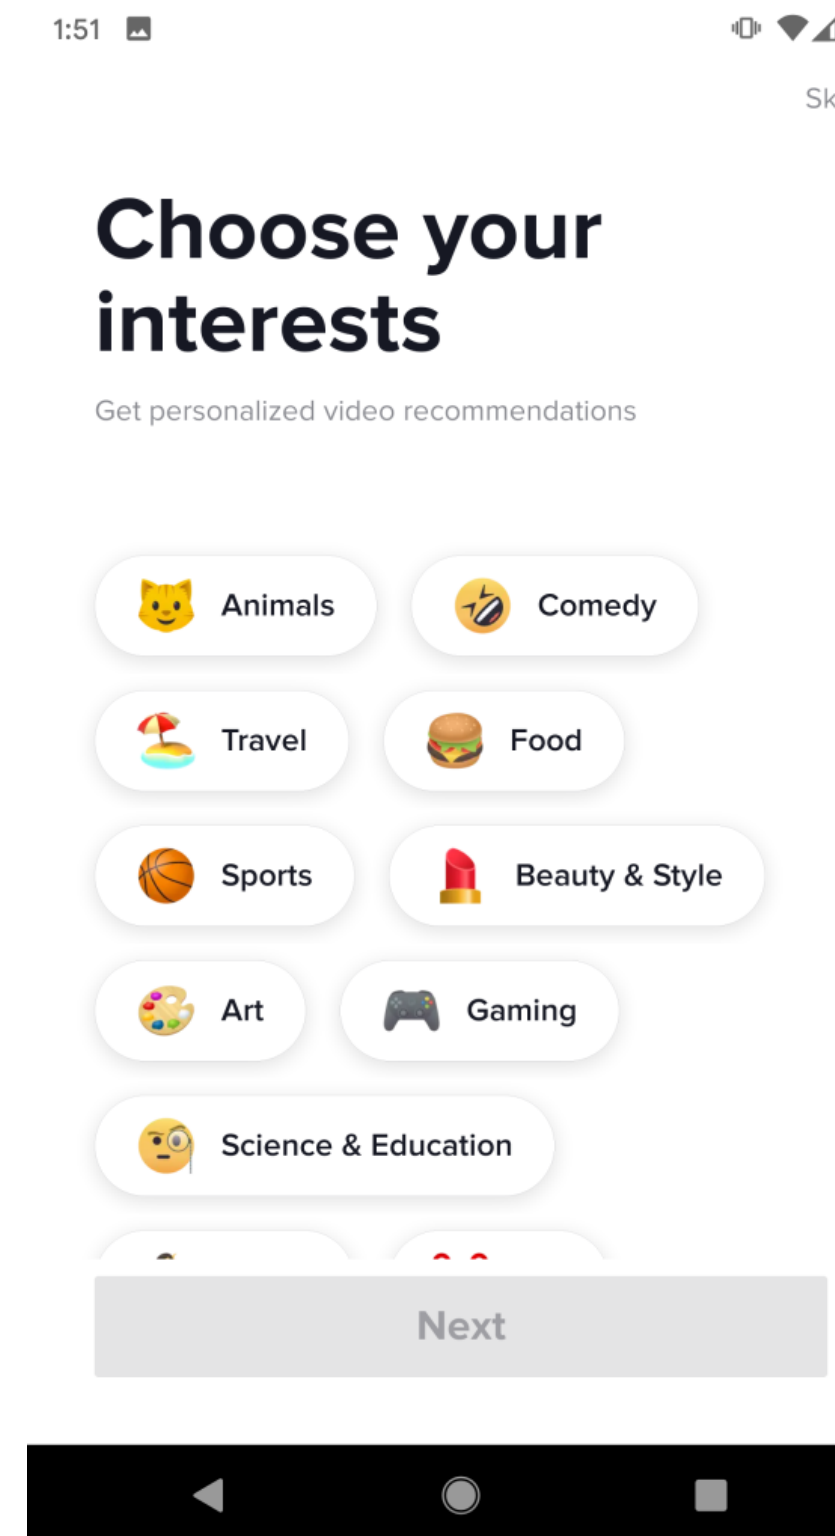 1:51
Sk
Choose your
interests
Get personalized video recommendations
Animals Comedy
Travel Food
Sports Beauty & Style
Art Gaming
Science & Education
Next